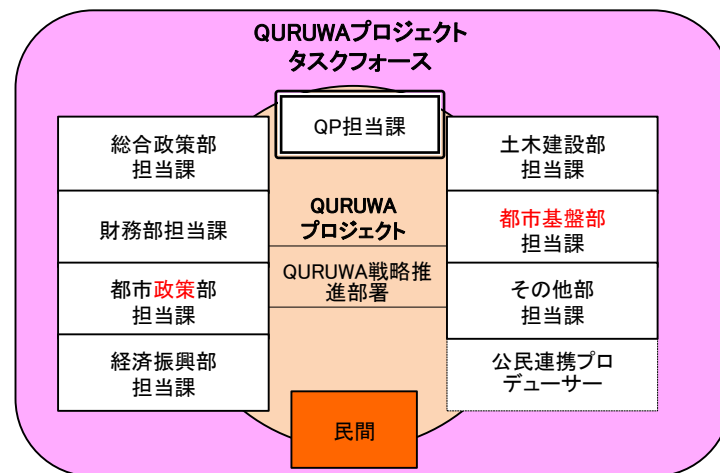 QURUWAプロジェクト
タスクフォース
QP担当課
総合政策部
担当課
財務部担当課
都市政策部
担当課
経済振興部
担当課
QURUWA
プロジェクト
QURUWA戦略推
進部署
土木建設部
担当課
都市基盤部
担当課
その他部
担当課
公民連携プロ
デューサー
民間